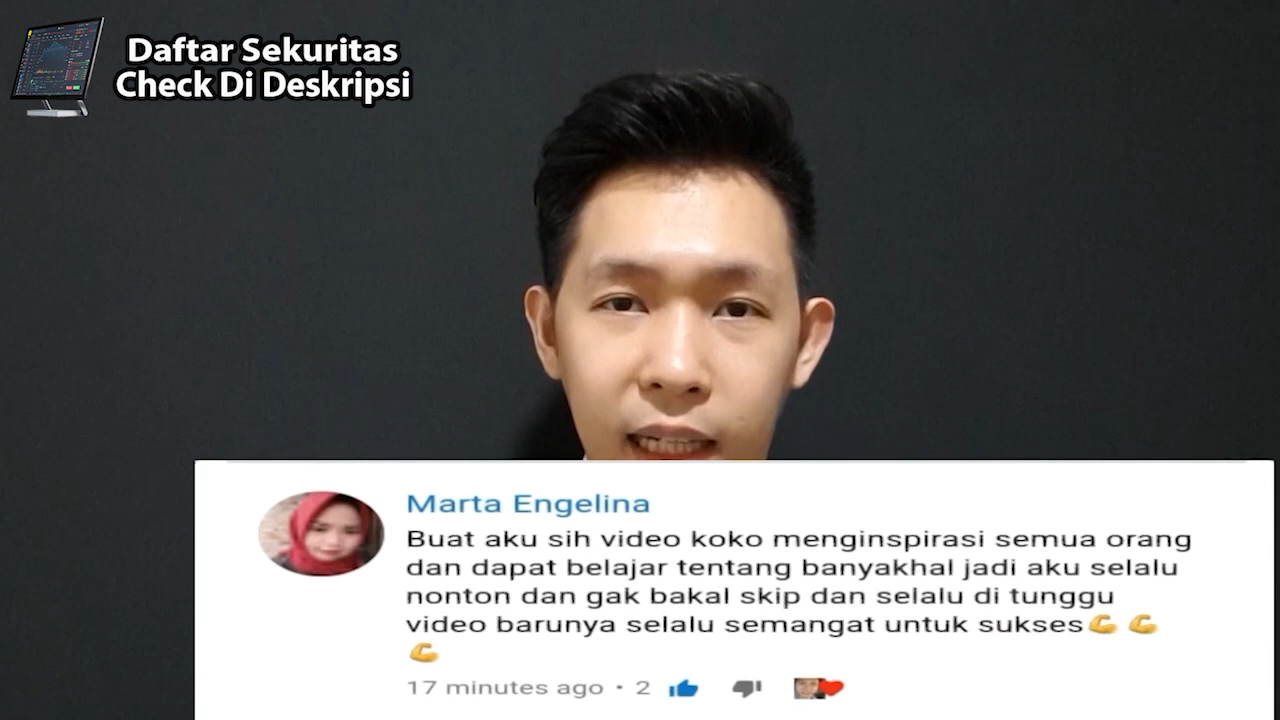 Daftar Sekuritas
Check Di Deskripsi
Marta Engelina
Buat aku sih video koko menginspirasi semua orang
dan dapat belajar tentang banyakhal jadi aku selalu
nonton dan gak bakal skip dan selalu di tunggu
video barunya selalu semangat untuk sukses💪 💪
💪
17 minutes ago • 2